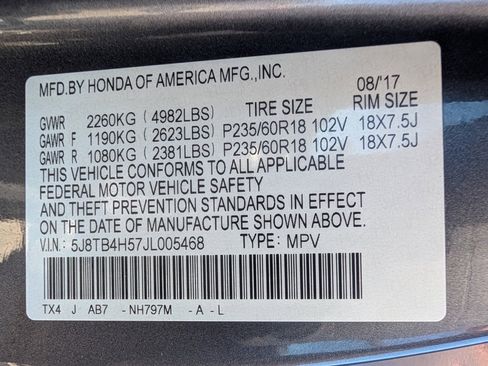 MFD.BY HONDA OF AMERICA MFG.,INC. 08/'17
GVWR 2260KG (4982LBS) TIRE SIZE RIM SIZE
GAWR F 1190KG (2623LBS) P235/60R18 102V 18X7.5J
GAWR R 1080KG (2381LBS) P235/60R18 102V 18X7.5J
THIS VEHICLE CONFORMS TO ALL APPLICABLE
FEDERAL MOTOR VEHICLE SAFETY
AND THEFT PREVENTION STANDARDS IN EFFECT
ON THE DATE OF MANUFACTURE SHOWN ABOVE.
V.I.N.: 5J8TB4H57JL005468 TYPE: MPV
TX4 J AB7 - NH797M - A - L